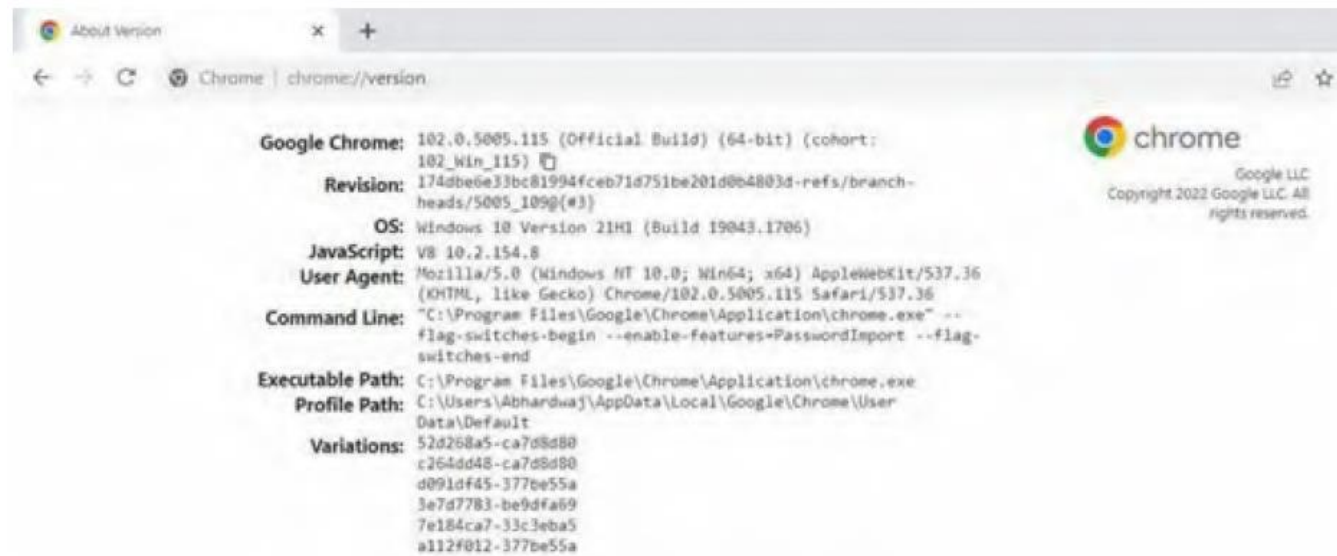 About Version
Chrome | chrome://version
chrome
Google LLC
Copyright 2022 Google LLC. All
rights reserved.
Google Chrome: 102.0.5005.115 (Official Build) (64-bit) (cohort:
102_Win_115)
Revision: 174dbe6e33bc81994fceb71d751be201d0b4803d-refs/branch-
heads/5005_109@{#3}
OS: Windows 10 Version 21H1 (Build 19043.1706)
JavaScript: V8 10.2.154.8
User Agent: Mozilla/5.0 (Windows NT 10.0; Win64; x64) AppleWebKit/537.36
(KHTML, like Gecko) Chrome/102.0.5005.115 Safari/537.36
Command Line: "C:\Program Files\Google\Chrome\Application\chrome.exe" --
flag-switches-begin --enable-features=PasswordImport --flag-
switches-end
Executable Path: C:\Program Files\Google\Chrome\Application\chrome.exe
Profile Path: C:\Users\Abhardwaj\AppData\Local\Google\Chrome\User
Data\Default
Variations: 52d268a5-ca7d8d80
c264dd48-ca7d8d80
d091df45-377be55a
3e7d7783-be9dfa69
7e184ca7-33c3eba5
a112f012-377be55a